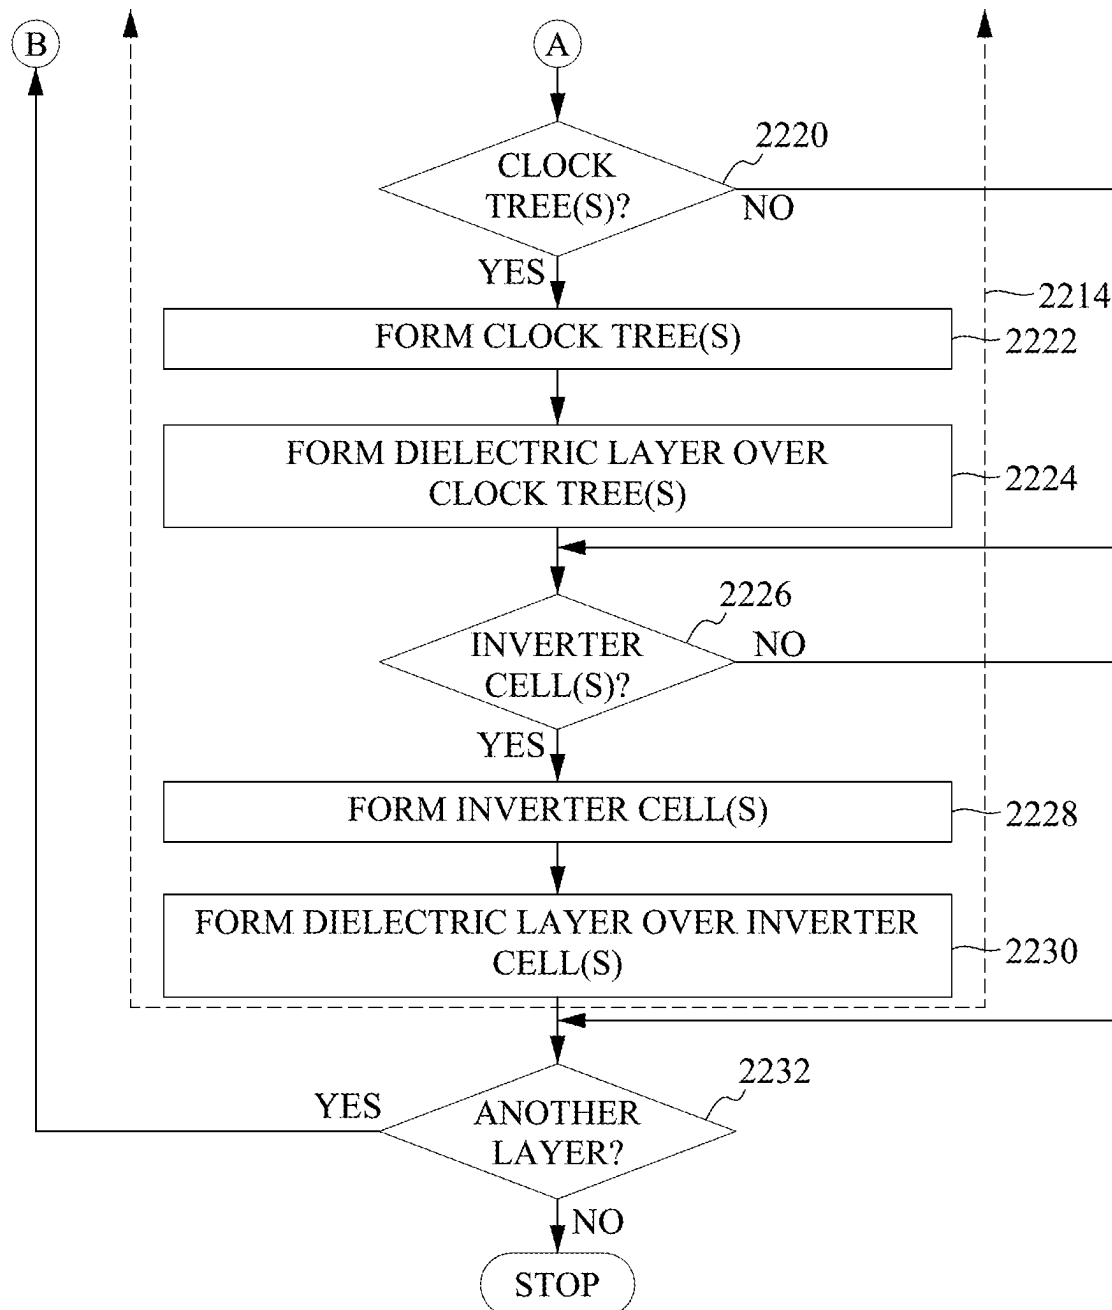 B
A
CLOCK
TREE(S)?
2220
NO
YES
2214
FORM CLOCK TREE(S)
2222
FORM DIELECTRIC LAYER OVER
CLOCK TREE(S)
2224
2226
INVERTER
CELL(S)?
NO
YES
FORM INVERTER CELL(S)
2228
FORM DIELECTRIC LAYER OVER INVERTER
CELL(S)
2230
2232
YES
ANOTHER
LAYER?
NO
STOP